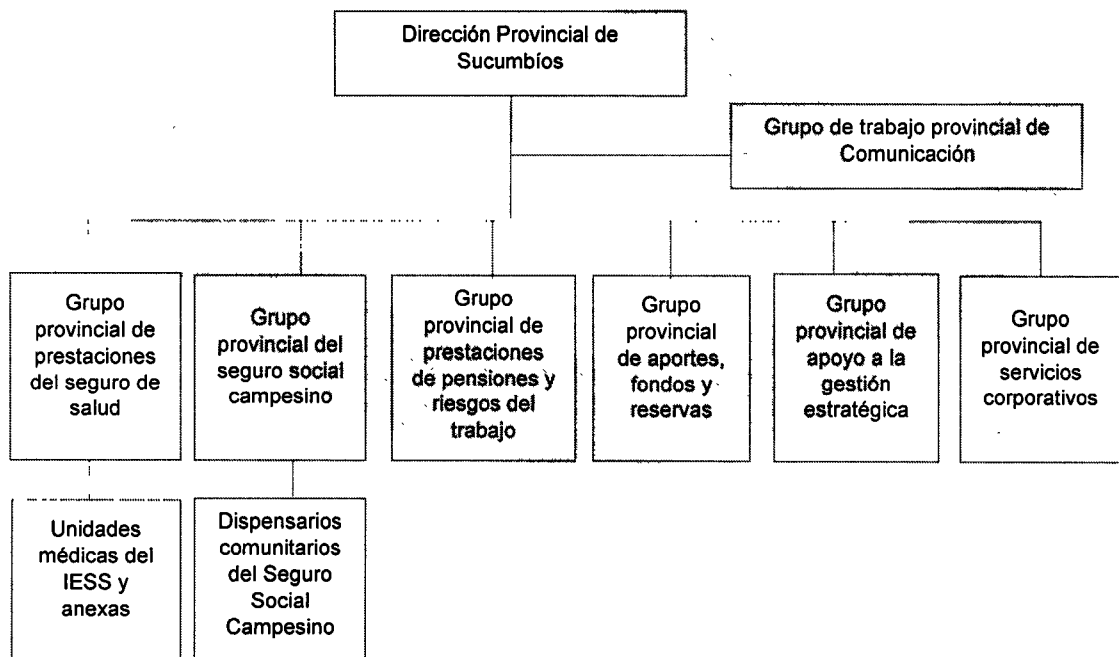 Dirección Provincial de
Sucumbíos
Grupo de trabajo provincial de
Comunicación
Grupo
provincial de
prestaciones
del seguro de
salud
Grupo
provincial del
seguro social
campesino
Grupo
provincial de
prestaciones
de pensiones y
riesgos del
trabajo
Grupo
provincial
de aportes,
fondos y
reservas
Grupo
provincial de
apoyo a la
gestión
estratégica
Grupo
provincial de
servicios
corporativos
Unidades
médicas del
IESS y
anexas
Dispensarios
comunitarios
del Seguro
Social
Campesino